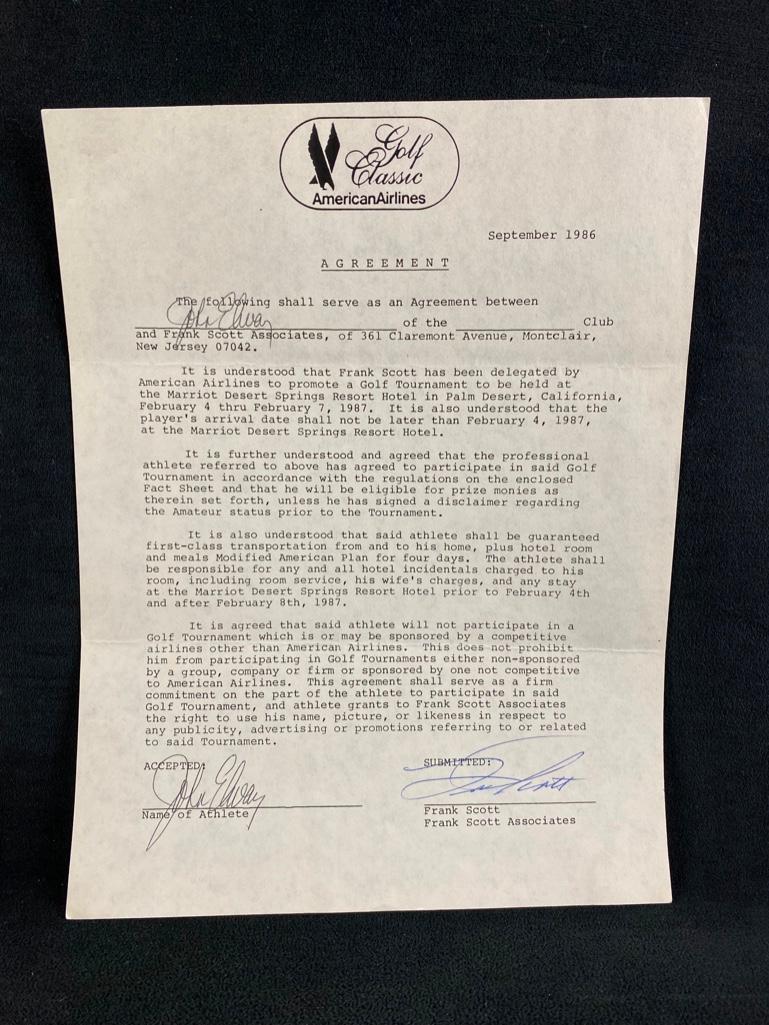 Golf
Classic
AmericanAirlines
September 1986
AGREEMENT
The following shall serve as an Agreement between
John Elway of the Club
and Frank Scott Associates, of 361 Claremont Avenue, Montclair,
New Jersey 07042.
It is understood that Frank Scott has been delegated by
American Airlines to promote a Golf Tournament to be held at
the Marriot Desert Springs Resort Hotel in Palm Desert, California,
February 4 thru February 7, 1987. It is also understood that the
player's arrival date shall not be later than February 4, 1987,
at the Marriot Desert Springs Resort Hotel.
It is further understood and agreed that the professional
athlete referred to above has agreed to participate in said Golf
Tournament in accordance with the regulations on the enclosed
Fact Sheet and that he will be eligible for prize monies as
therein set forth, unless he has signed a disclaimer regarding
the Amateur status prior to the Tournament.
It is also understood that said athlete shall be guaranteed
first-class transportation from and to his home, plus hotel room
and meals Modified American Plan for four days. The athlete shall
be responsible for any and all hotel incidentals charged to his
room, including room service, his wife's charges, and any stay
at the Marriot Desert Springs Resort Hotel prior to February 4th
and after February 8th, 1987.
It is agreed that said athlete will not participate in a
Golf Tournament which is or may be sponsored by a competitive
airlines other than American Airlines. This does not prohibit
him from participating in Golf Tournaments either non-sponsored
by a group, company or firm or sponsored by one not competitive
to American Airlines. This agreement shall serve as a firm
commitment on the part of the athlete to participate in said
Golf Tournament, and athlete grants to Frank Scott Associates
the right to use his name, picture, or likeness in respect to
any publicity, advertising or promotions referring to or related
to said Tournament.
ACCEPTED: SUBMITTED:
John Elway Frank Scott
Name of Athlete Frank Scott
Frank Scott Associates